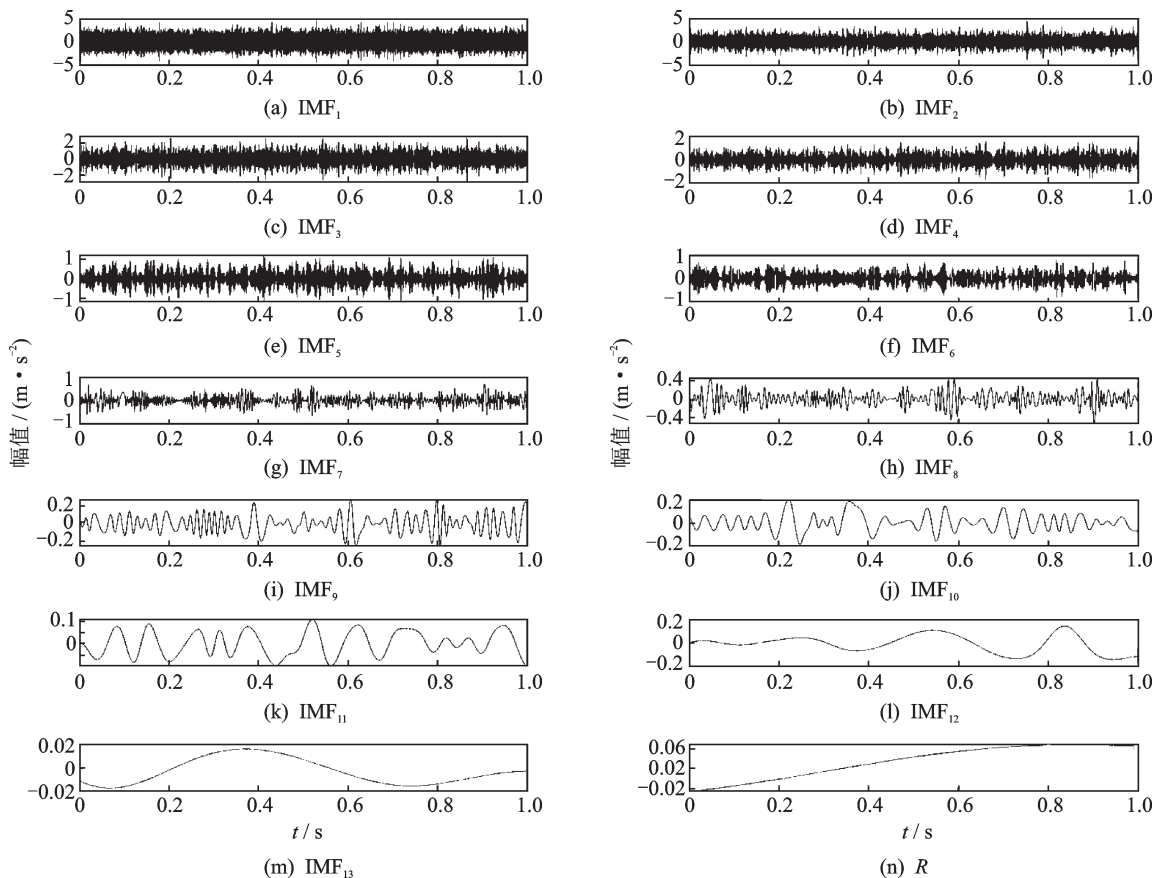 5
0
−5
0 0.2 0.4 0.6 0.8 1.0
(a) IMF₁
5
0
−5
0 0.2 0.4 0.6 0.8 1.0
(b) IMF₂
2
0
−2
0 0.2 0.4 0.6 0.8 1.0
(c) IMF₃
2
0
−2
0 0.2 0.4 0.6 0.8 1.0
(d) IMF₄
1
0
−1
0 0.2 0.4 0.6 0.8 1.0
(e) IMF₅
1
0
−1
0 0.2 0.4 0.6 0.8 1.0
(f) IMF₆
幅值 / (m • s⁻²)
幅值 / (m • s⁻²)
1
0
−1
0 0.2 0.4 0.6 0.8 1.0
(g) IMF₇
0.4
0
−0.4
0 0.2 0.4 0.6 0.8 1.0
(h) IMF₈
0.2
0
−0.2
0 0.2 0.4 0.6 0.8 1.0
(i) IMF₉
0.2
0
−0.2
0 0.2 0.4 0.6 0.8 1.0
(j) IMF₁₀
0.1
0
0 0.2 0.4 0.6 0.8 1.0
(k) IMF₁₁
0.2
0
−0.2
0 0.2 0.4 0.6 0.8 1.0
(l) IMF₁₂
0.02
0
−0.02
0 0.2 0.4 0.6 0.8 1.0
t / s
(m) IMF₁₃
0.06
0.02
−0.02
0 0.2 0.4 0.6 0.8 1.0
t / s
(n) R